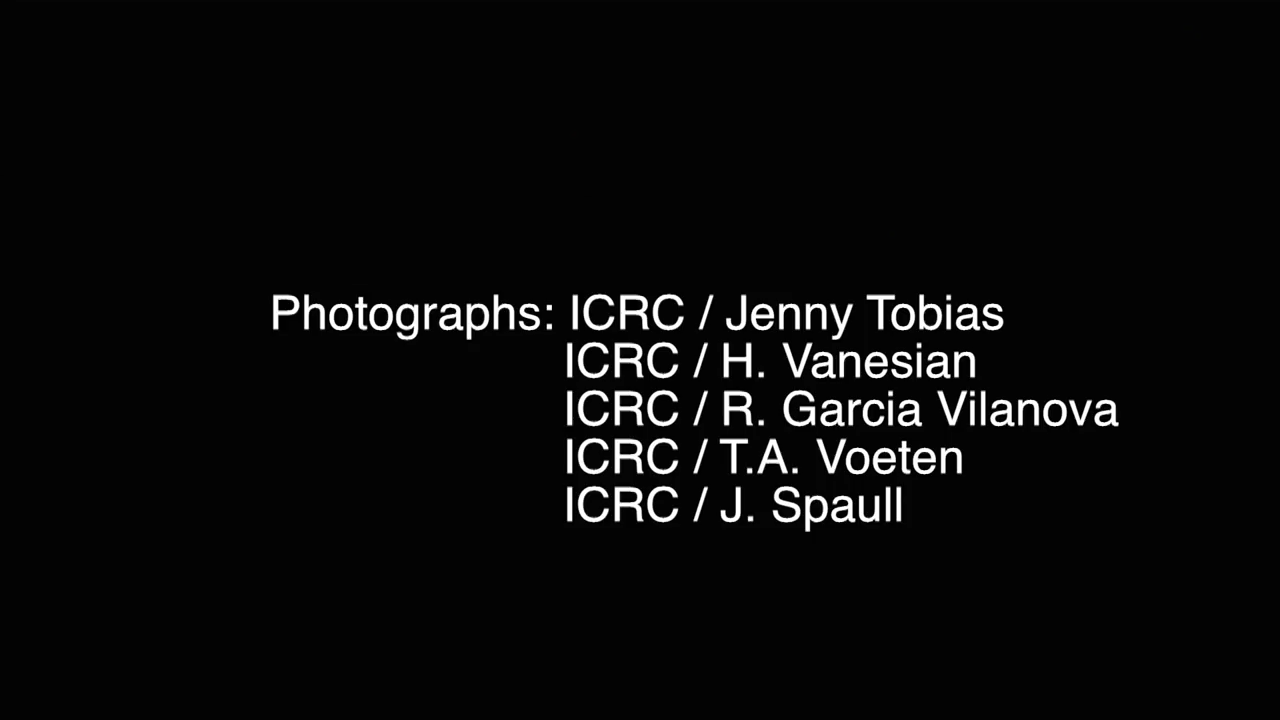 Photographs: ICRC / Jenny Tobias
ICRC / H. Vanesian
ICRC / R. Garcia Vilanova
ICRC / T.A. Voeten
ICRC / J. Spaull